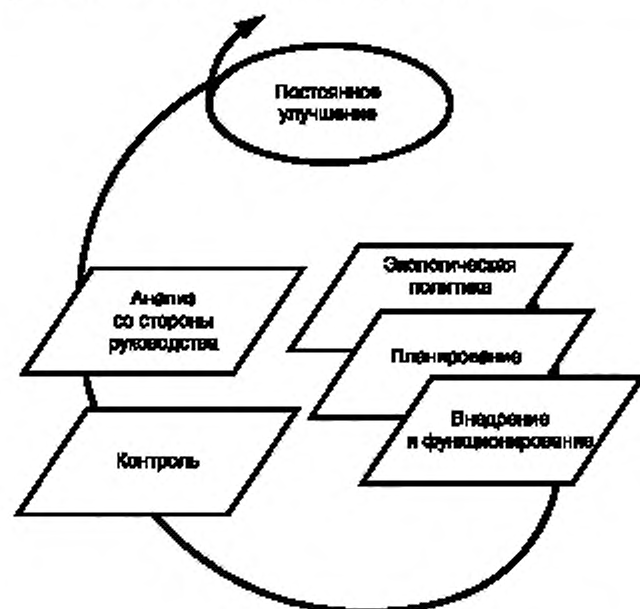 Постоянное
улучшение
Экологическая
политика
Анализ
со стороны
руководства
Планирование
Внедрение
и функционирование
Контроль